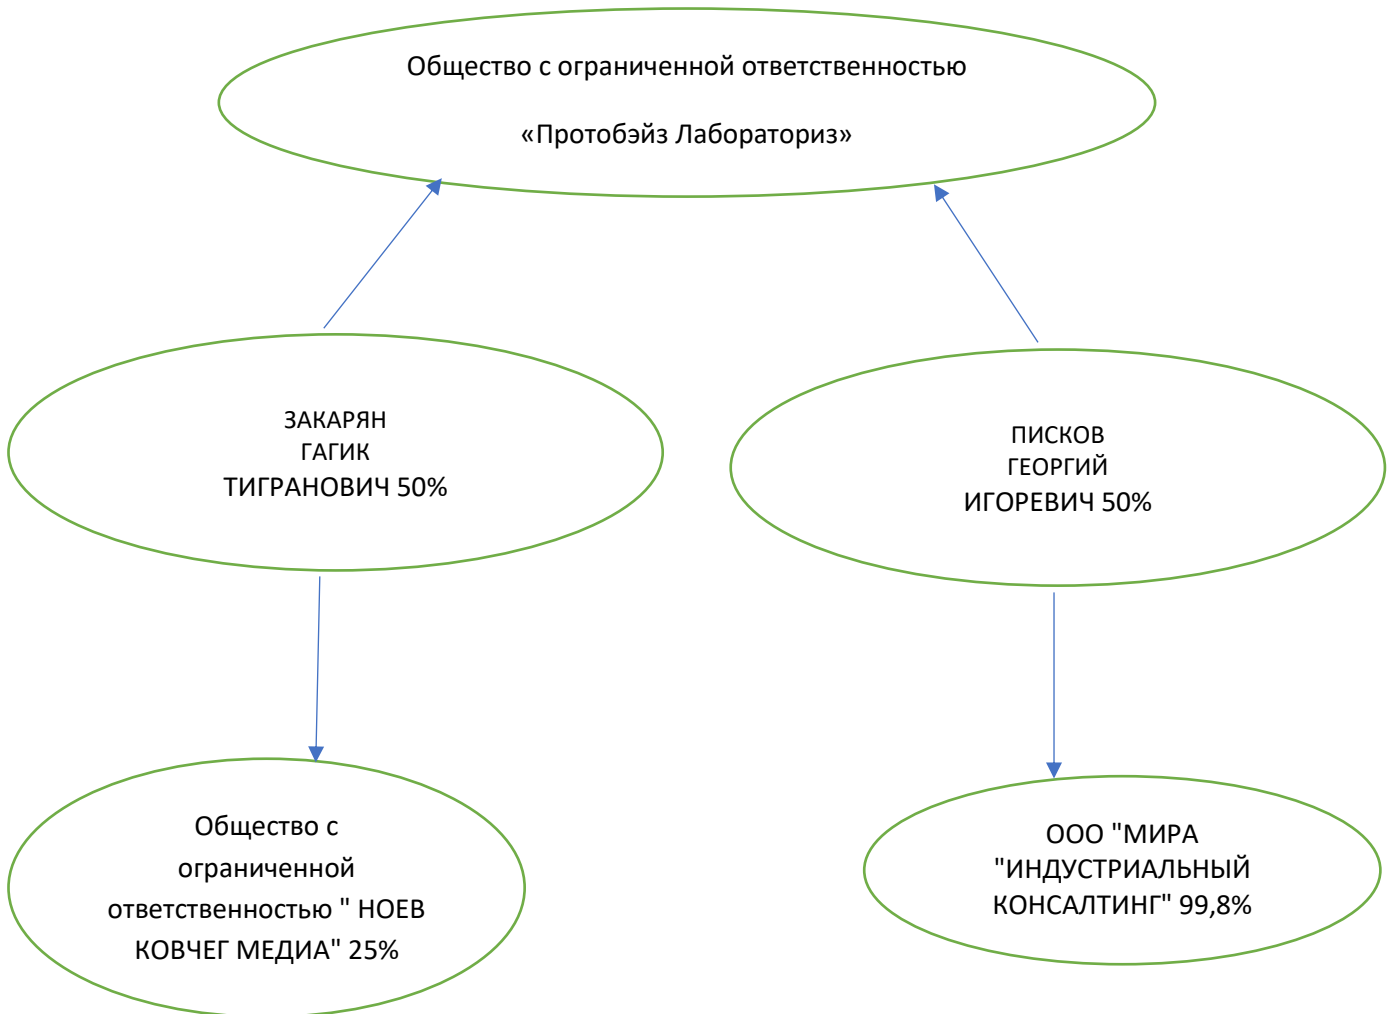 Общество с ограниченной ответственностью
«Протобэйз Лабораториз»
ЗАКАРЯН
ГАГИК
ТИГРАНОВИЧ 50%
ПИСКОВ
ГЕОРГИЙ
ИГОРЕВИЧ 50%
Общество с
ограниченной
ответственностью " НОЕВ
КОВЧЕГ МЕДИА" 25%
ООО "МИРА
"ИНДУСТРИАЛЬНЫЙ
КОНСАЛТИНГ" 99,8%